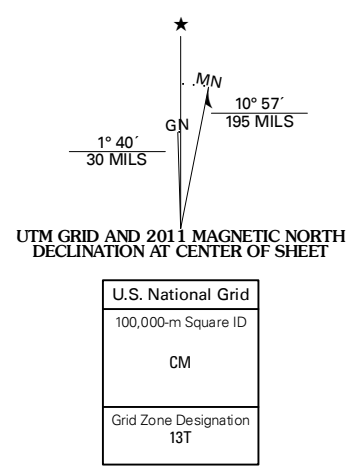 ★
MN
GN
10° 57´
195 MILS
1° 40´
30 MILS
UTM GRID AND 2011 MAGNETIC NORTH
DECLINATION AT CENTER OF SHEET
U.S. National Grid
100,000-m Square ID
CM
Grid Zone Designation
13T